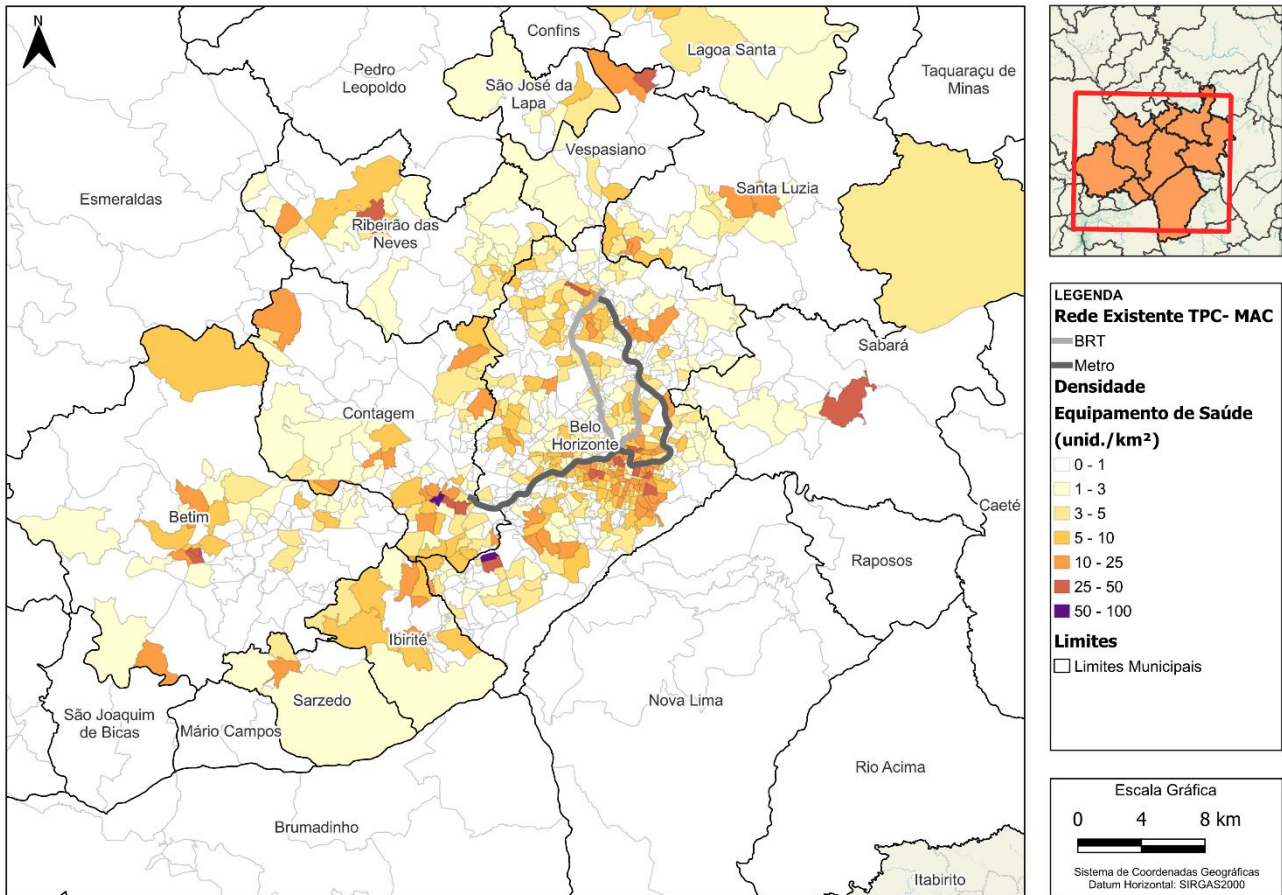 N
Confins
Lagoa Santa
Pedro
Leopoldo
São José da
Lapa
Taquaraçu de
Minas
Vespasiano
Esmeraldas
Santa Luzia
Ribeirão das
Neves
Sabará
Contagem
Belo
Horizonte
Betim
Caeté
Raposos
Ibirité
Sarzedo
Nova Lima
São Joaquim
de Bicas
Mário Campos
Rio Acima
Brumadinho
Itabirito
LEGENDA
Rede Existente TPC- MAC
BRT
Metro
Densidade
Equipamento de Saúde
(unid./km²)
0 - 1
1 - 3
3 - 5
5 - 10
10 - 25
25 - 50
50 - 100
Limites
Limites Municipais
Escala Gráfica
0 4 8 km
Sistema de Coordenadas Geográficas
Datum Horizontal: SIRGAS2000